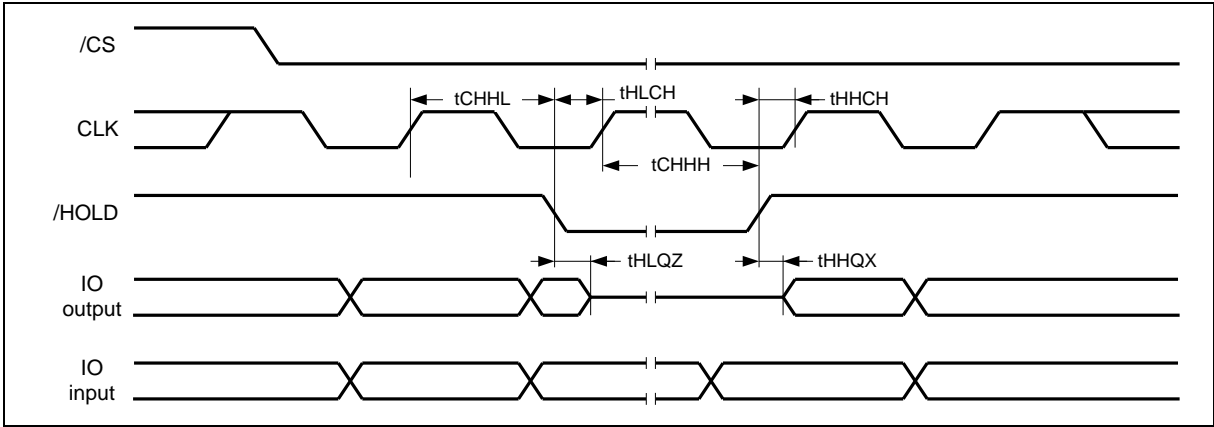 /CS
tCHHL
tHLCH
tHHCH
CLK
tCHHH
/HOLD
tHLQZ
tHHQX
IO
output
IO
input